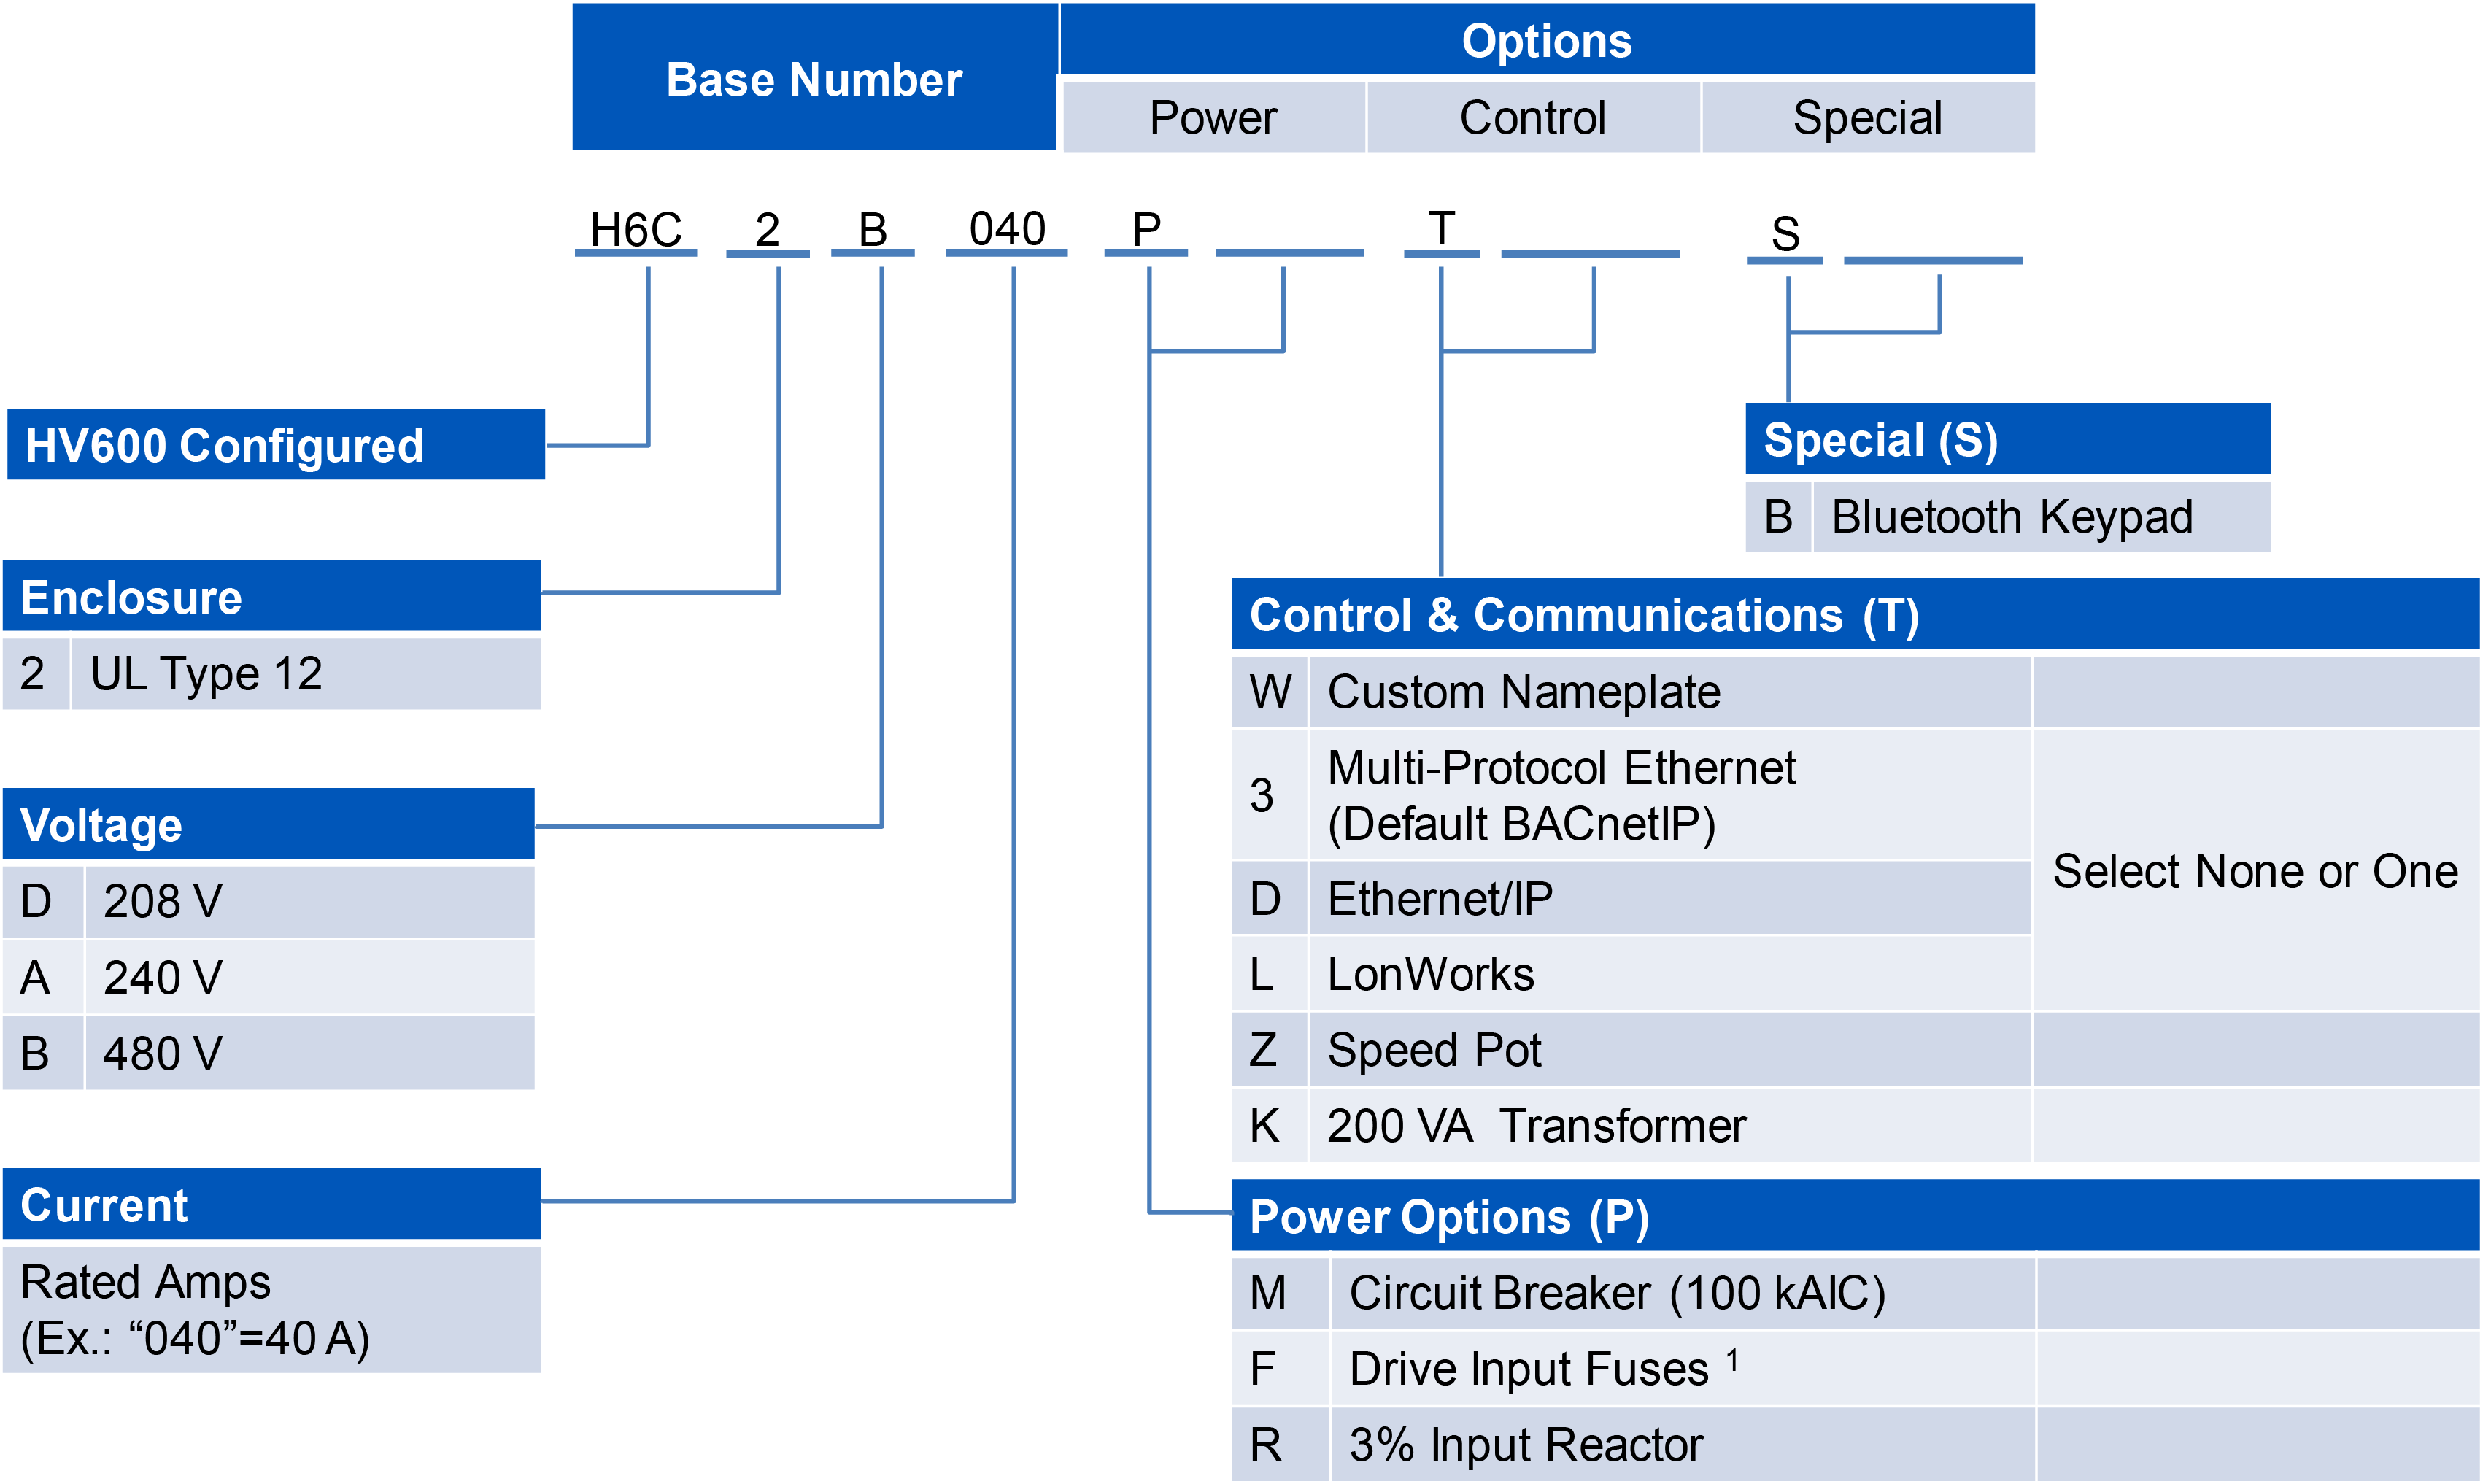 Base Number
Options
Power Control Special
H6C 2 B 040 P T S
HV600 Configured
Enclosure
2 UL Type 12
Voltage
D 208 V
A 240 V
B 480 V
Current
Rated Amps
(Ex.: “040”=40 A)
Special (S)
B Bluetooth Keypad
Control & Communications (T)
W Custom Nameplate
3 Multi-Protocol Ethernet
(Default BACnetIP)
D Ethernet/IP
L LonWorks
Select None or One
Z Speed Pot
K 200 VA Transformer
Power Options (P)
M Circuit Breaker (100 kAIC)
F Drive Input Fuses ¹
R 3% Input Reactor